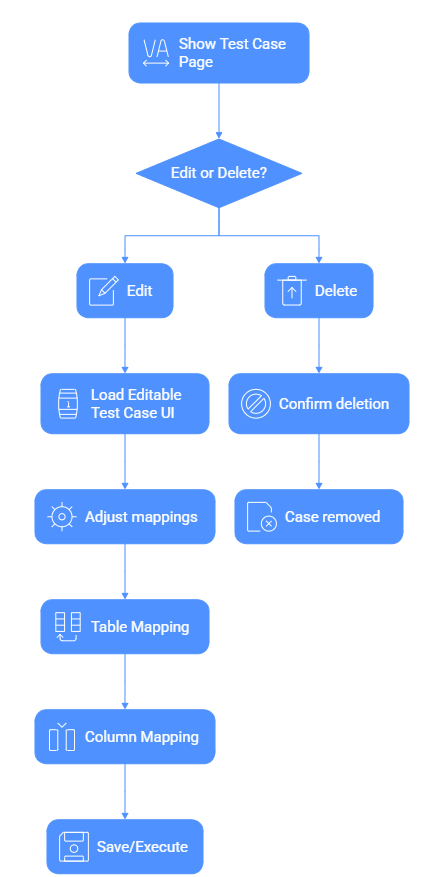 Show Test Case
Page
Edit or Delete?
Edit
Delete
Load Editable
Test Case UI
Confirm deletion
Adjust mappings
Case removed
Table Mapping
Column Mapping
Save/Execute